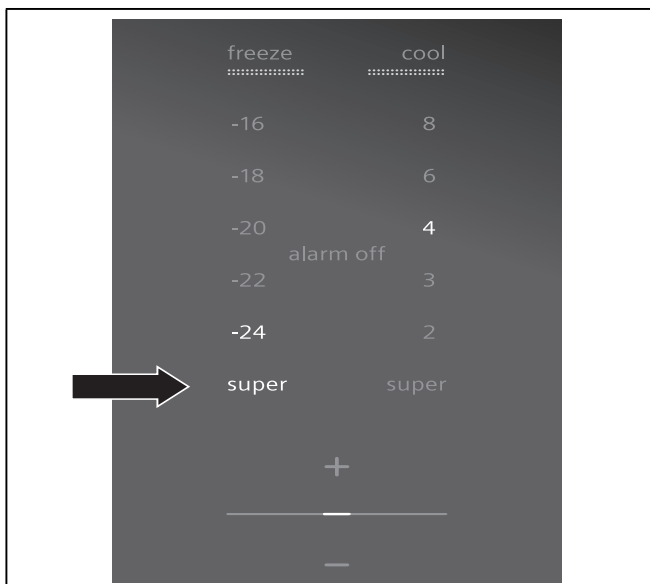 freeze cool
-16 8
-18 6
-20 4
alarm off
-22 3
-24 2
super super
+
—